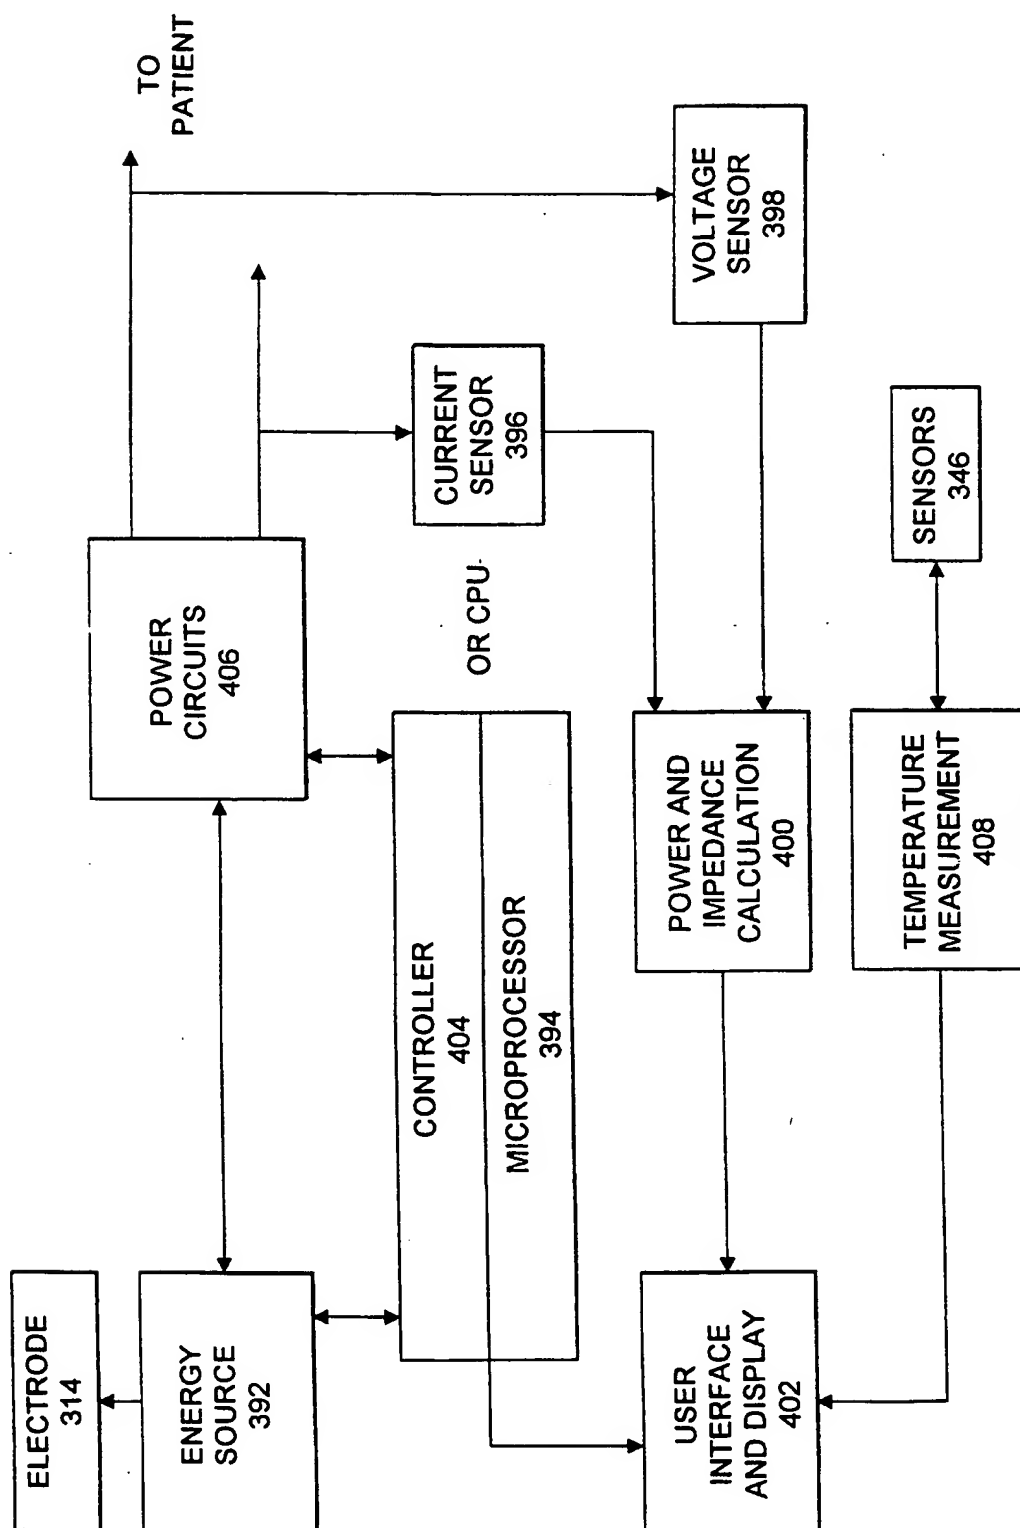 ELECTRODE
314
ENERGY
SOURCE
392
POWER
CIRCUITS
406
TO
PATIENT
CONTROLLER
404
MICROPROCESSOR
394
OR CPU
CURRENT
SENSOR
396
VOLTAGE
SENSOR
398
USER
INTERFACE
AND DISPLAY
402
POWER AND
IMPEDANCE
CALCULATION
400
TEMPERATURE
MEASUREMENT
408
SENSORS
346